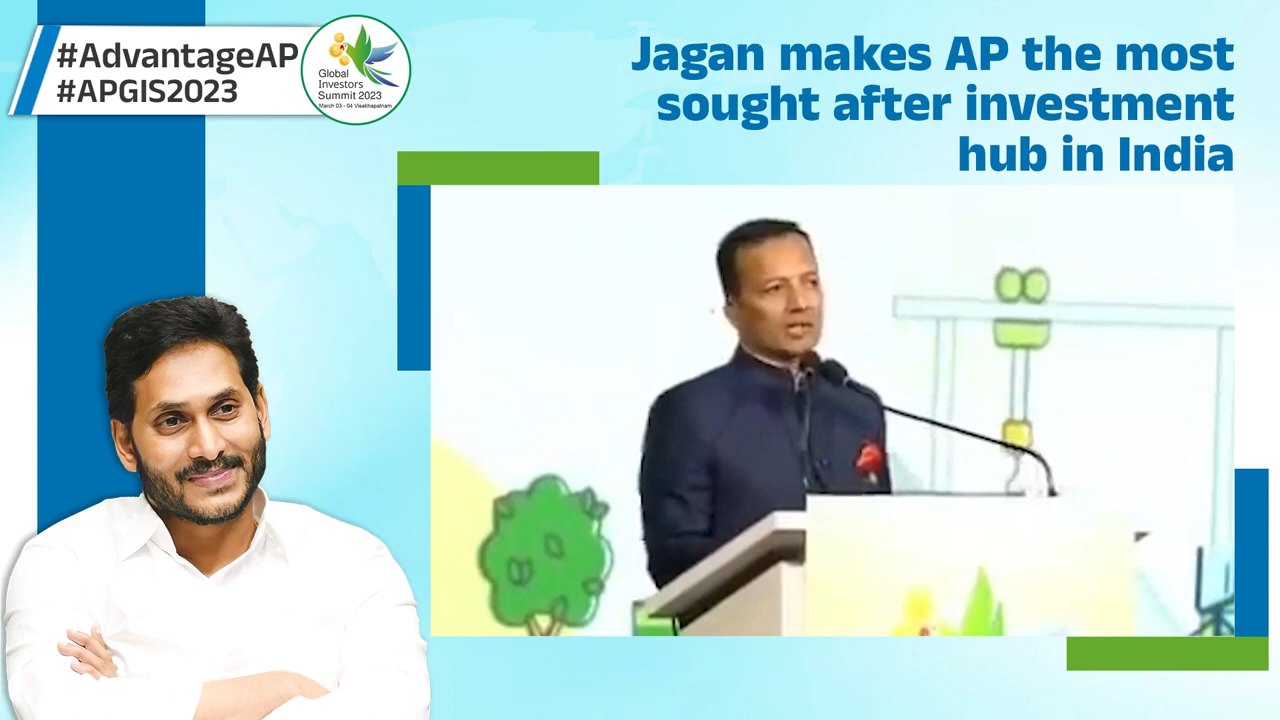 #AdvantageAP
#APGIS2023
Global
Investors
Summit 2023
March 03 - 04 Visakhapatnam
Jagan makes AP the most
sought after investment
hub in India